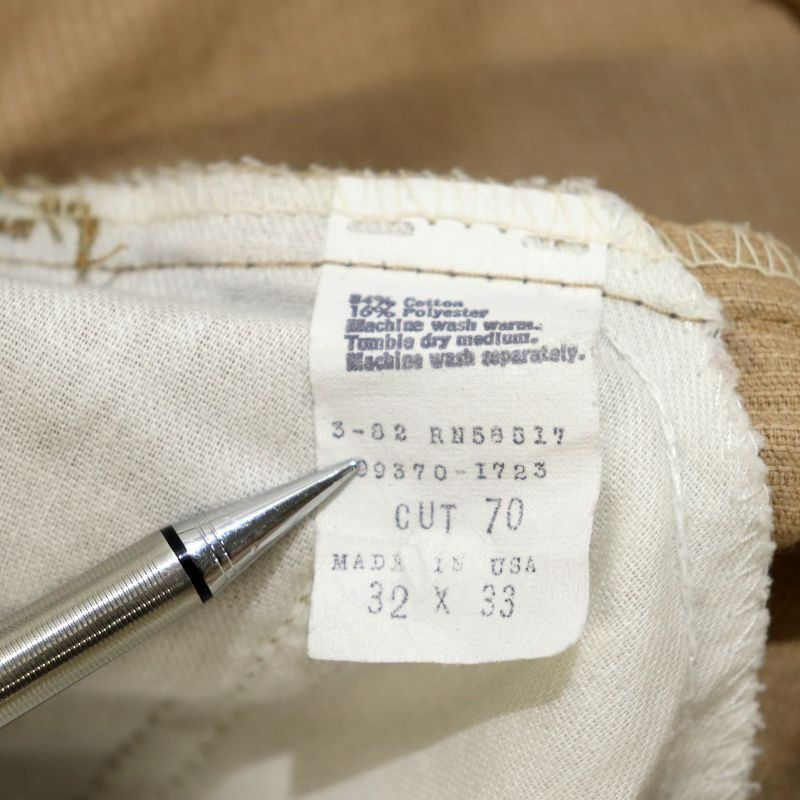 84% Cotton
16% Polyester
Machine wash warm.
Tumble dry medium.
Machine wash separately.
3-82 RN58517
99370-1723
CUT 70
MADE IN USA
32 X 33